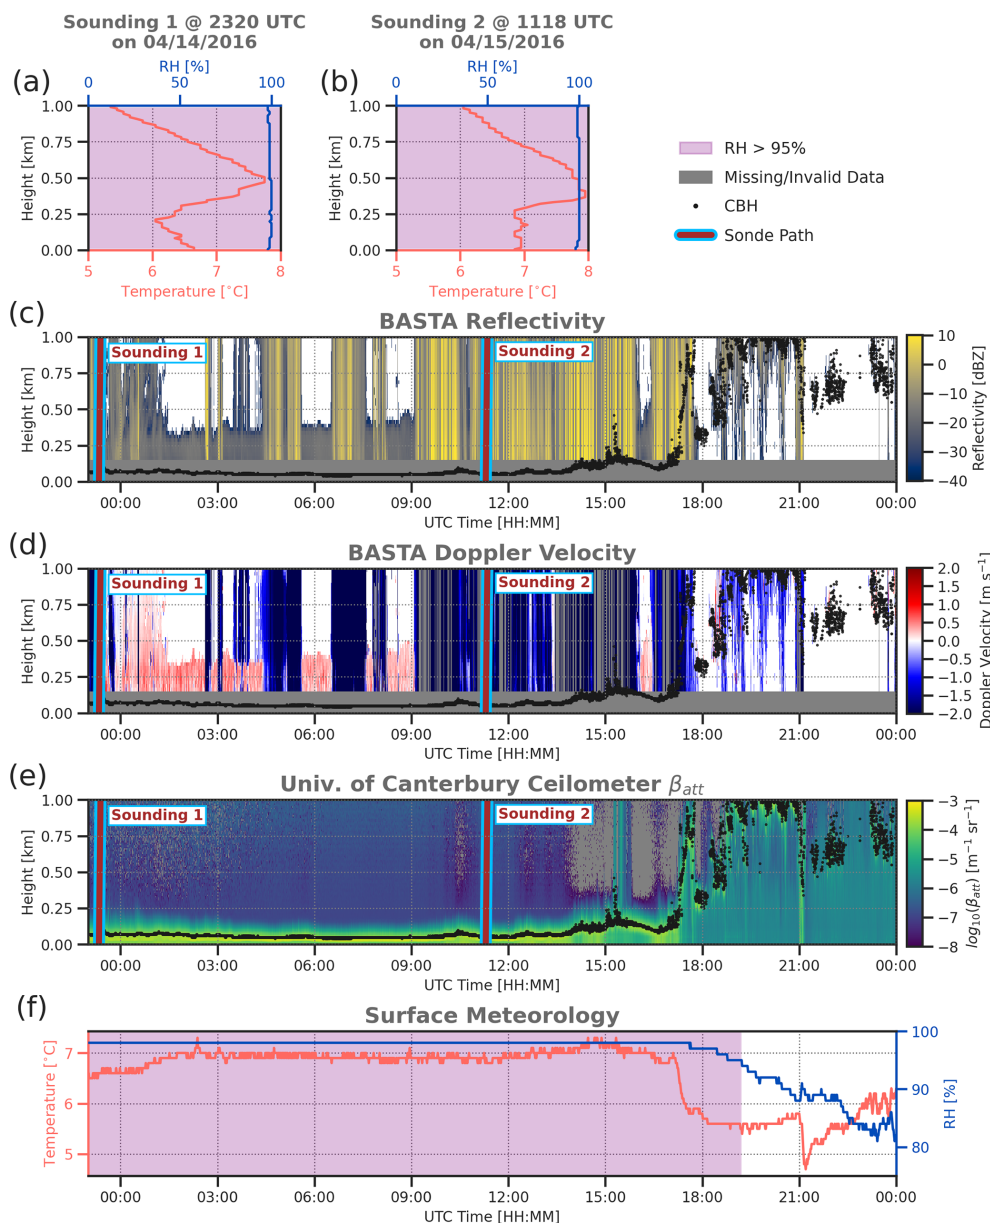 Sounding 1 @ 2320 UTC
on 04/14/2016
Sounding 2 @ 1118 UTC
on 04/15/2016
(a)
RH [%]
0 50 100
1.00
0.75
0.50
0.25
0.00
Height [km]
5 6 7 8
Temperature [°C]
(b)
RH [%]
0 50 100
1.00
0.75
0.50
0.25
0.00
Height [km]
5 6 7 8
Temperature [°C]
RH > 95%
Missing/Invalid Data
CBH
Sonde Path
(c)
BASTA Reflectivity
1.00
0.75
0.50
0.25
0.00
Height [km]
Sounding 1
Sounding 2
00:00 03:00 06:00 09:00 12:00 15:00 18:00 21:00 00:00
UTC Time [HH:MM]
10
0
−10
−20
−30
−40
Reflectivity [dBZ]
(d)
BASTA Doppler Velocity
1.00
0.75
0.50
0.25
0.00
Height [km]
Sounding 1
Sounding 2
00:00 03:00 06:00 09:00 12:00 15:00 18:00 21:00 00:00
UTC Time [HH:MM]
2.0
1.5
1.0
0.5
0.0
−0.5
−1.0
−1.5
−2.0
Doppler Velocity [m s⁻¹]
(e)
Univ. of Canterbury Ceilometer β_att
1.00
0.75
0.50
0.25
0.00
Height [km]
Sounding 1
Sounding 2
00:00 03:00 06:00 09:00 12:00 15:00 18:00 21:00 00:00
UTC Time [HH:MM]
−3
−4
−5
−6
−7
−8
log₁₀(β_att) [m⁻¹ sr⁻¹]
(f)
Surface Meteorology
7
6
5
Temperature [°C]
100
90
80
RH [%]
00:00 03:00 06:00 09:00 12:00 15:00 18:00 21:00 00:00
UTC Time [HH:MM]